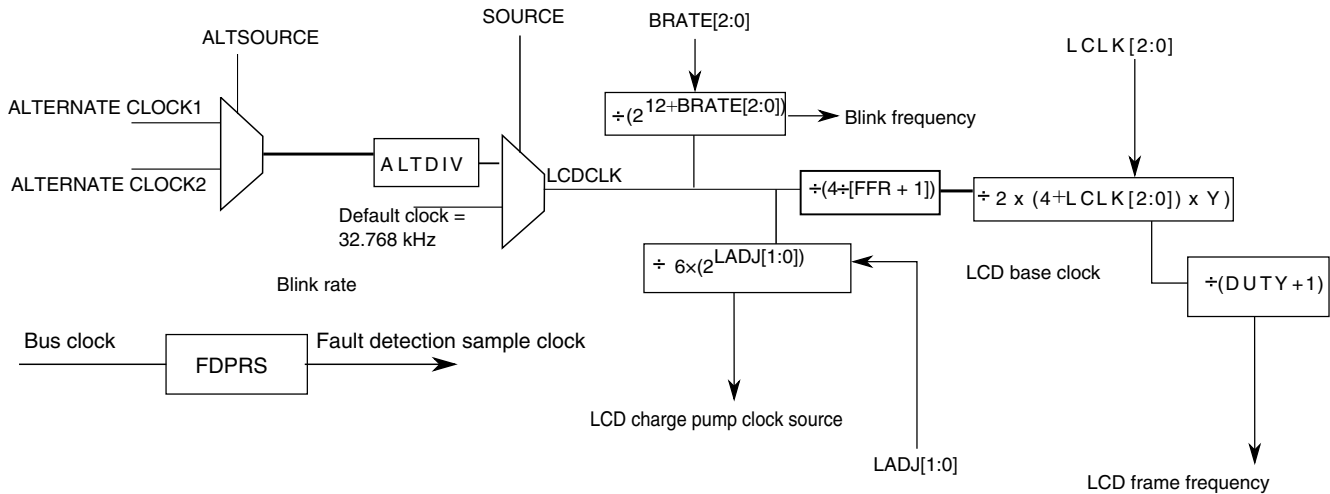 SOURCE
BRATE[2:0]
ALTSOURCE
LCLK[2:0]
ALTERNATE CLOCK1
÷(2^12+BRATE[2:0])
Blink frequency
ALTDIV
ALTERNATE CLOCK2
LCDCLK
÷(4÷[FFR + 1])
÷ 2 x (4+LCLK[2:0]) x Y)
Default clock =
32.768 kHz
÷ 6×(2^LADJ[1:0])
LCD base clock
Blink rate
÷(DUTY+1)
Bus clock
FDPRS
Fault detection sample clock
LCD charge pump clock source
LADJ[1:0]
LCD frame frequency